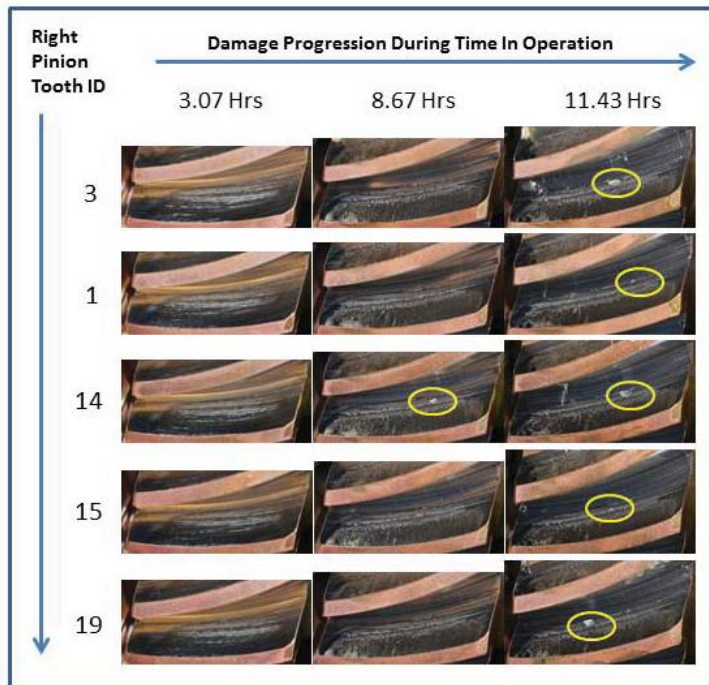 Right
Pinion
Tooth ID
Damage Progression During Time In Operation
3.07 Hrs
8.67 Hrs
11.43 Hrs
3
1
14
15
19